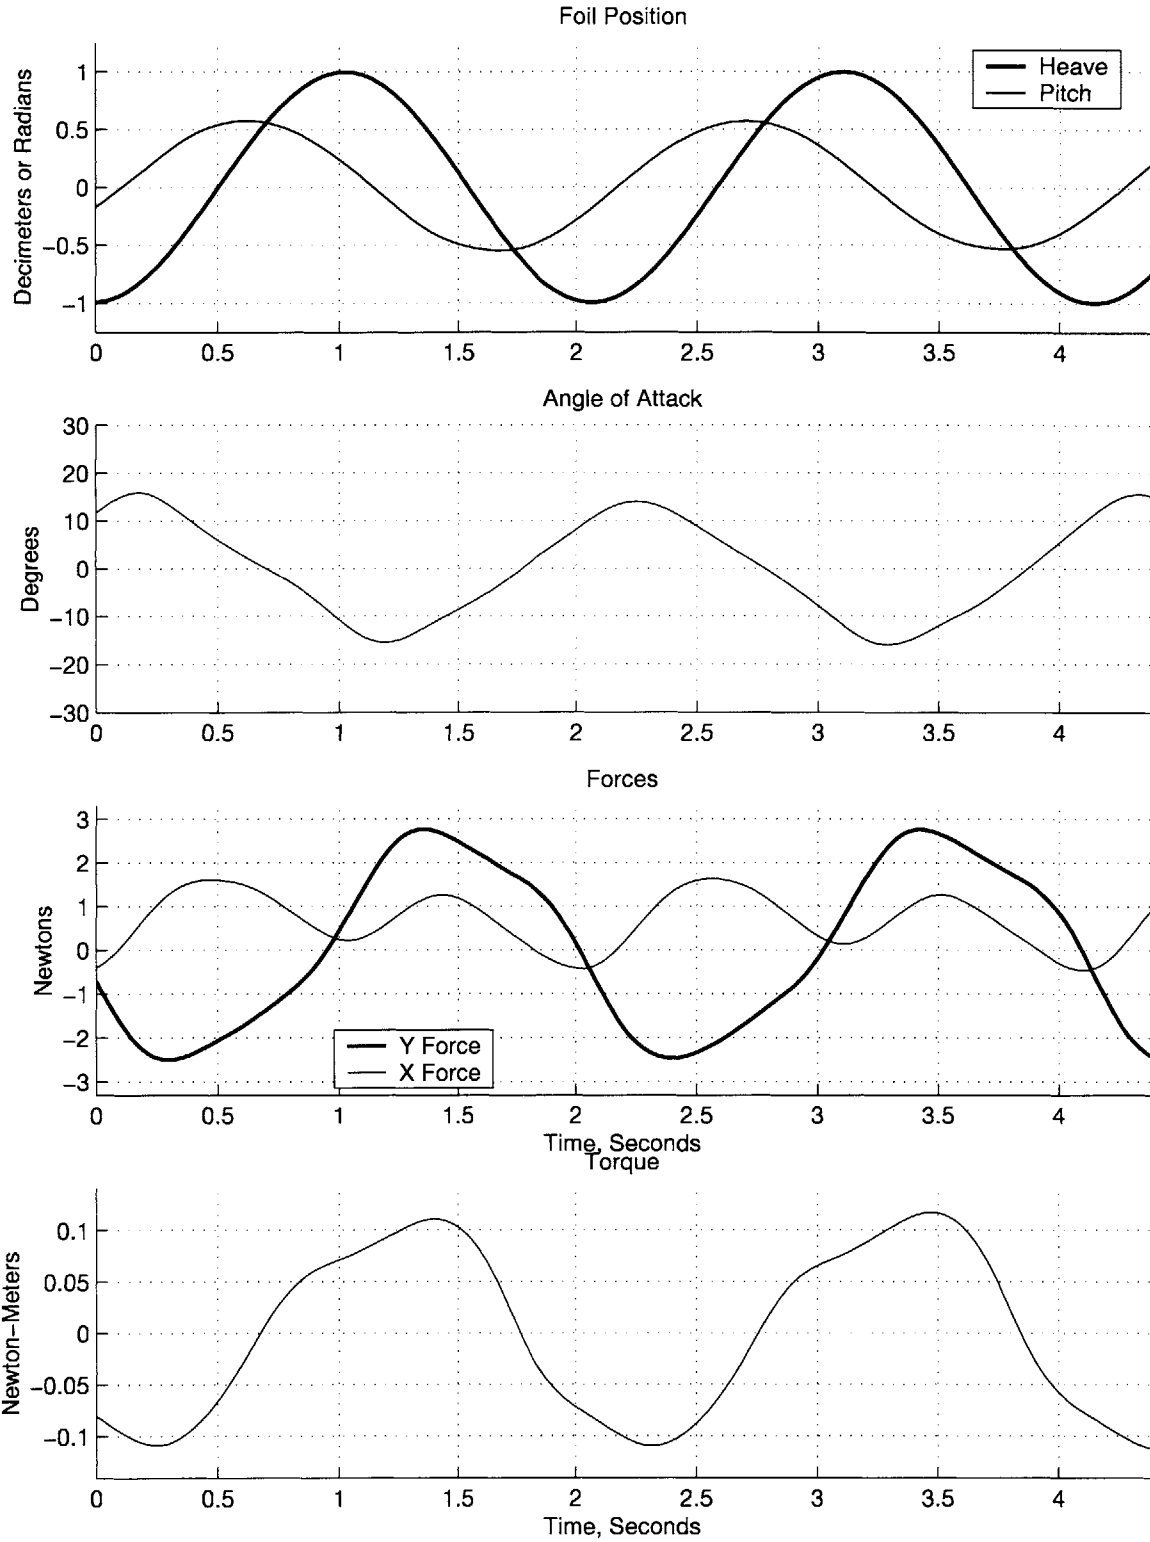 Foil Position
Decimeters or Radians
1
0.5
0
−0.5
−1
Heave
Pitch
0 0.5 1 1.5 2 2.5 3 3.5 4
Angle of Attack
Degrees
30
20
10
0
−10
−20
−30
0 0.5 1 1.5 2 2.5 3 3.5 4
Forces
Newtons
3
2
1
0
−1
−2
−3
Y Force
X Force
0 0.5 1 1.5 2 2.5 3 3.5 4
Time, Seconds
Torque
Newton−Meters
0.1
0.05
0
−0.05
−0.1
0 0.5 1 1.5 2 2.5 3 3.5 4
Time, Seconds